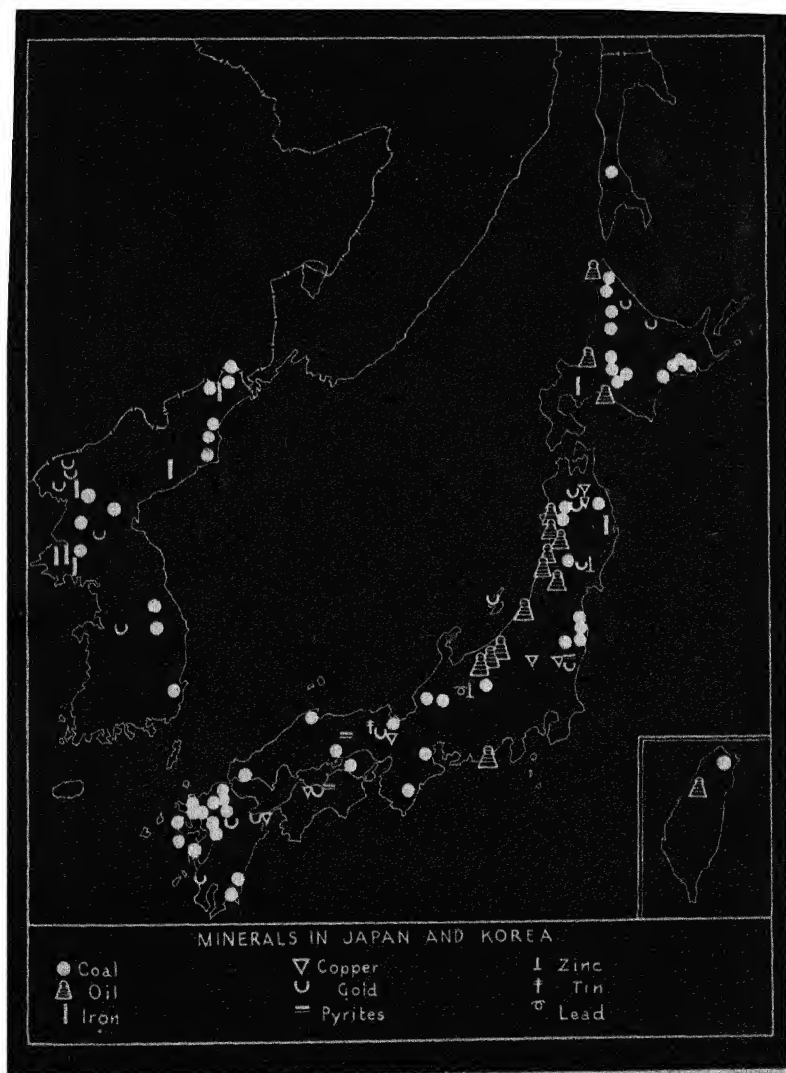 MINERALS IN JAPAN AND KOREA
Coal
Oil
Iron
Copper
Gold
Pyrites
Zinc
Tin
Lead